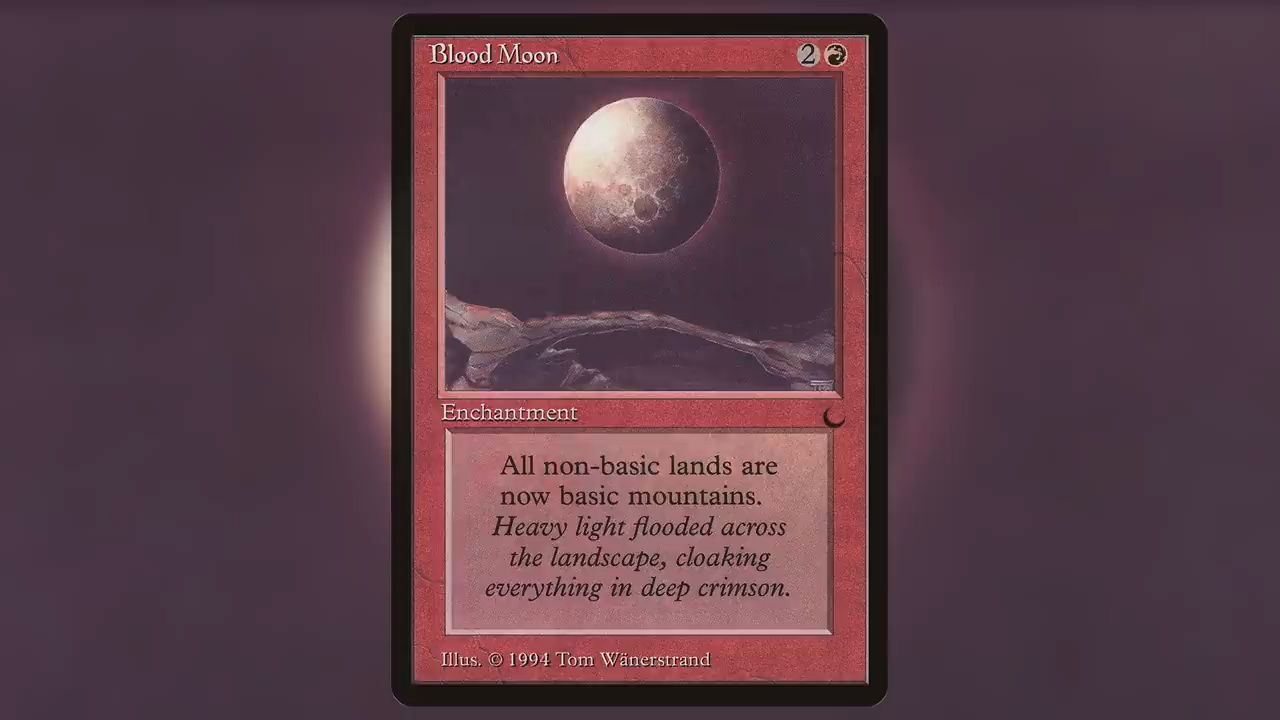 Blood Moon 2
Enchantment
All non-basic lands are
now basic mountains.
Heavy light flooded across
the landscape, cloaking
everything in deep crimson.
Illus. © 1994 Tom Wänerstrand